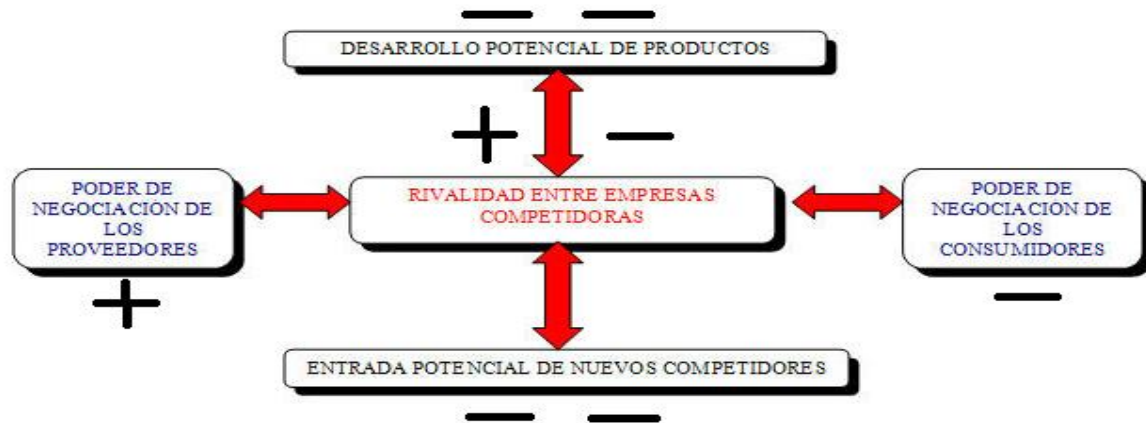 — —
DESARROLLO POTENCIAL DE PRODUCTOS
+ —
PODER DE
NEGOCIACIÓN DE
LOS
PROVEEDORES
+
RIVALIDAD ENTRE EMPRESAS
COMPETIDORAS
PODER DE
NEGOCIACIÓN DE
LOS
CONSUMIDORES
—
ENTRADA POTENCIAL DE NUEVOS COMPETIDORES
— —